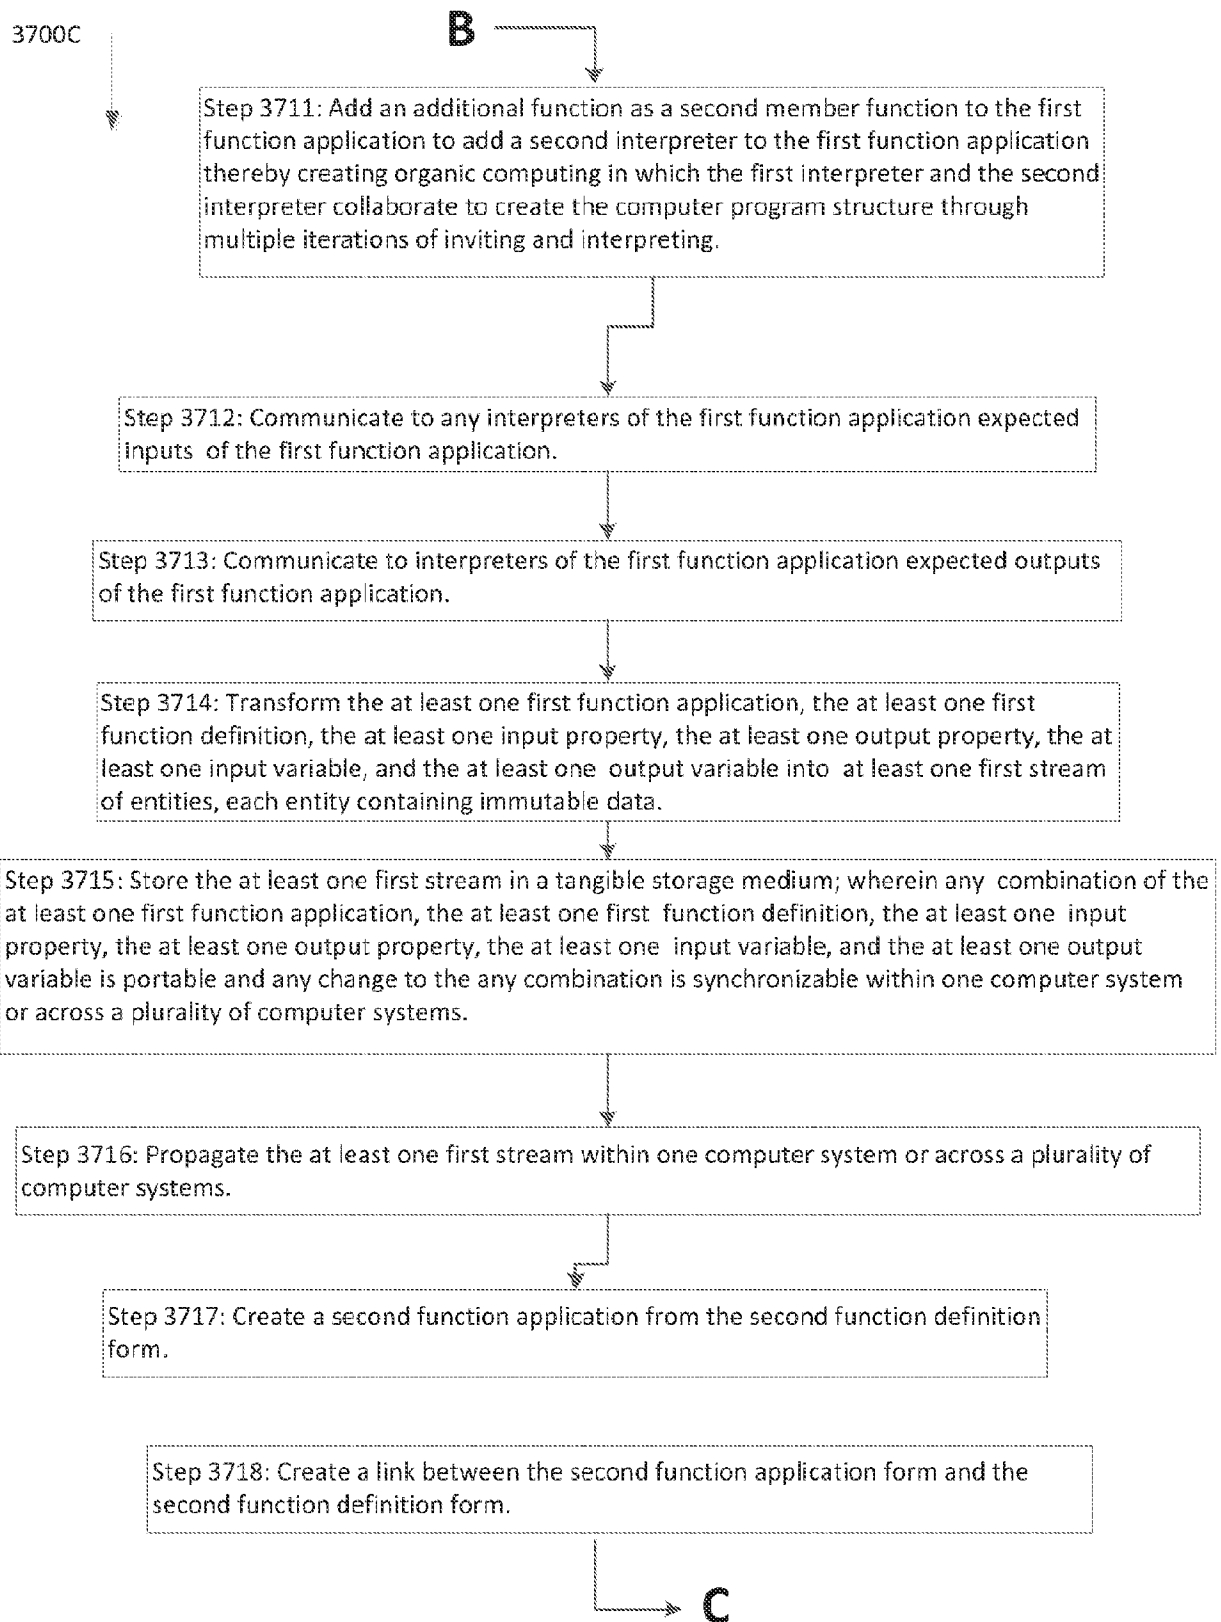 3700C
B
Step 3711: Add an additional function as a second member function to the first
function application to add a second interpreter to the first function application
thereby creating organic computing in which the first interpreter and the second
interpreter collaborate to create the computer program structure through
multiple iterations of inviting and interpreting.
Step 3712: Communicate to any interpreters of the first function application expected
inputs of the first function application.
Step 3713: Communicate to interpreters of the first function application expected outputs
of the first function application.
Step 3714: Transform the at least one first function application, the at least one first
function definition, the at least one input property, the at least one output property, the at
least one input variable, and the at least one output variable into at least one first stream
of entities, each entity containing immutable data.
Step 3715: Store the at least one first stream in a tangible storage medium; wherein any combination of the
at least one first function application, the at least one first function definition, the at least one input
property, the at least one output property, the at least one input variable, and the at least one output
variable is portable and any change to the any combination is synchronizable within one computer system
or across a plurality of computer systems.
Step 3716: Propagate the at least one first stream within one computer system or across a plurality of
computer systems.
Step 3717: Create a second function application from the second function definition
form.
Step 3718: Create a link between the second function application form and the
second function definition form.
C